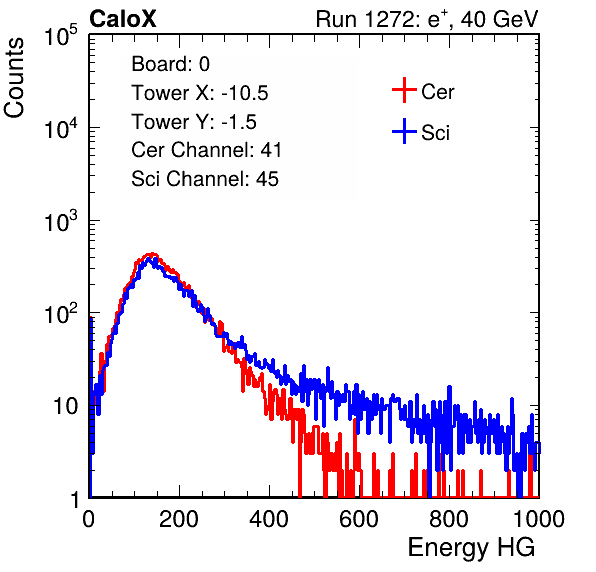 CaloX Run 1272: e⁺, 40 GeV
Counts
Board: 0
Tower X: -10.5
Tower Y: -1.5
Cer Channel: 41
Sci Channel: 45
Cer
Sci
10⁵
10⁴
10³
10²
10
1
0 200 400 600 800 1000
Energy HG